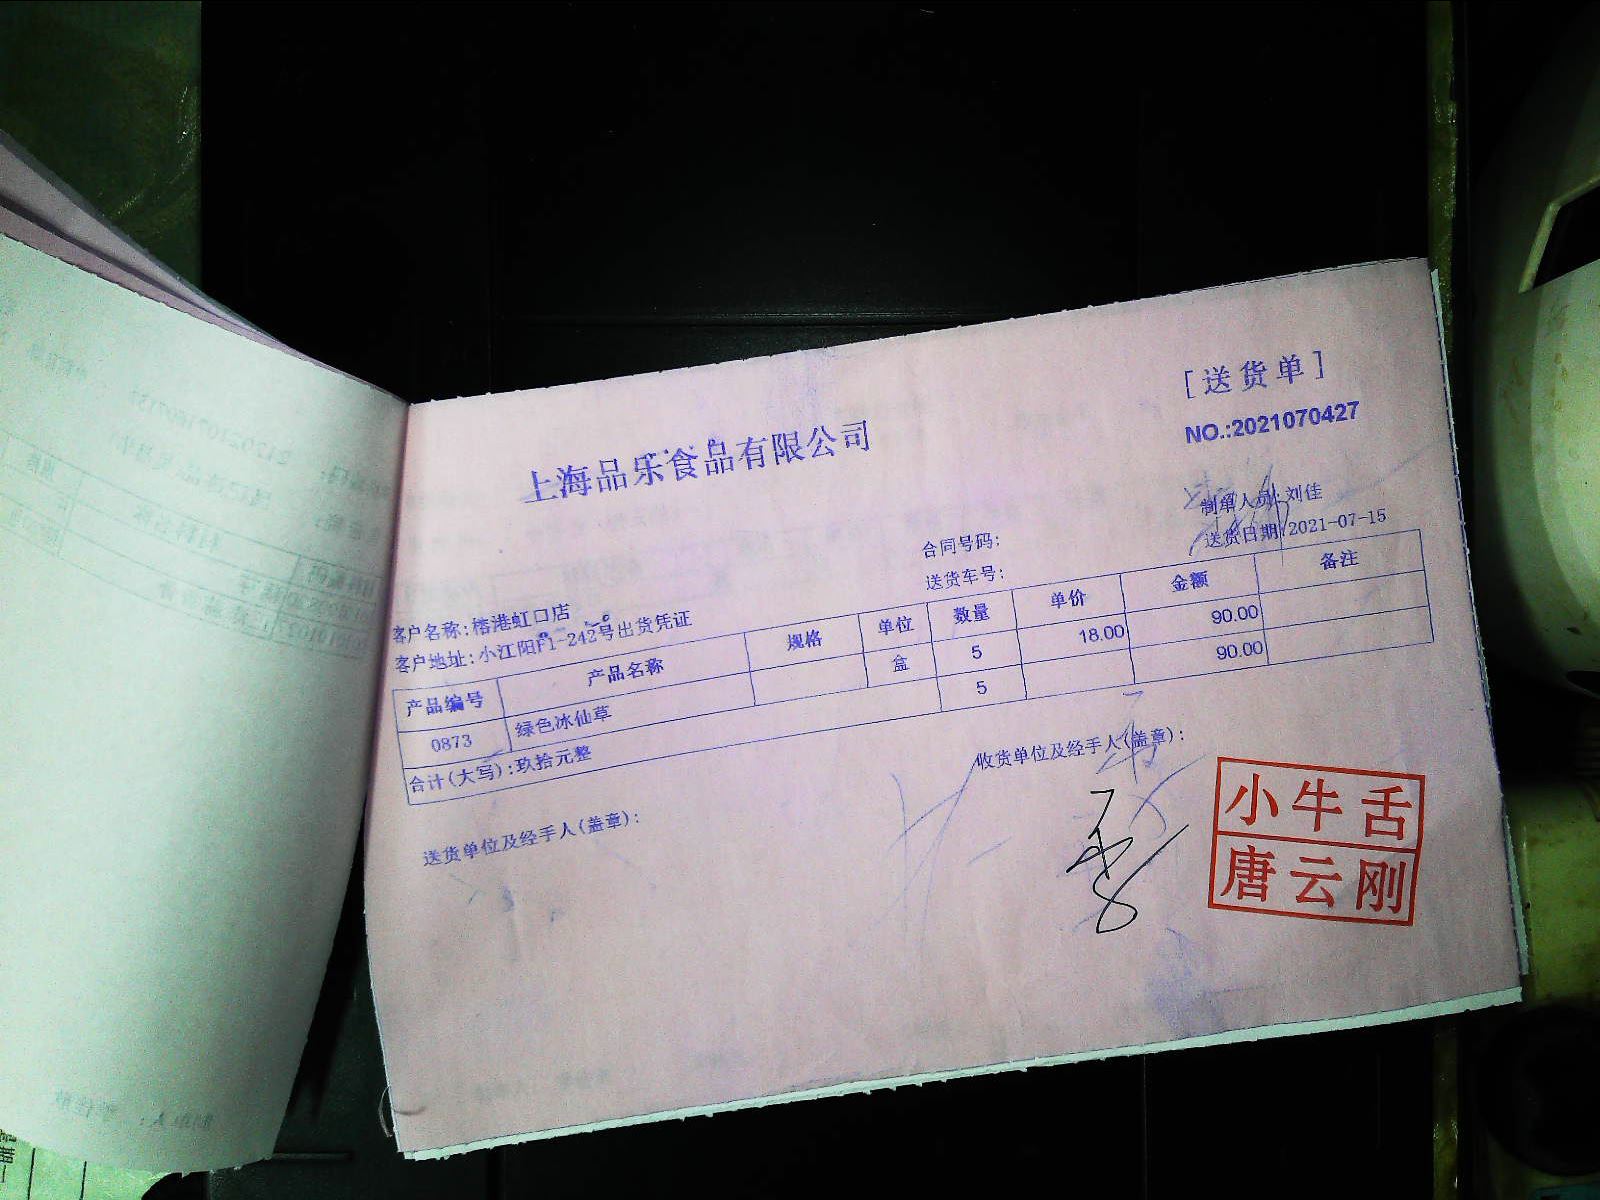 [送货单]
NO.:2021070427
上海品乐食品有限公司
制单人员:刘佳
合同号码:
送货日期:2021-07-15
送货车号:
客户名称:楿港虹口店
客户地址:小江阳F1-242号出货凭证
产品编号 产品名称 规格 单位 数量 单价 金额 备注
0873 绿色冰仙草 盒 5 18.00 90.00
合计(大写):玖拾元整 5 90.00
收货单位及经手人(盖章):
送货单位及经手人(盖章):
小牛舌
唐云刚